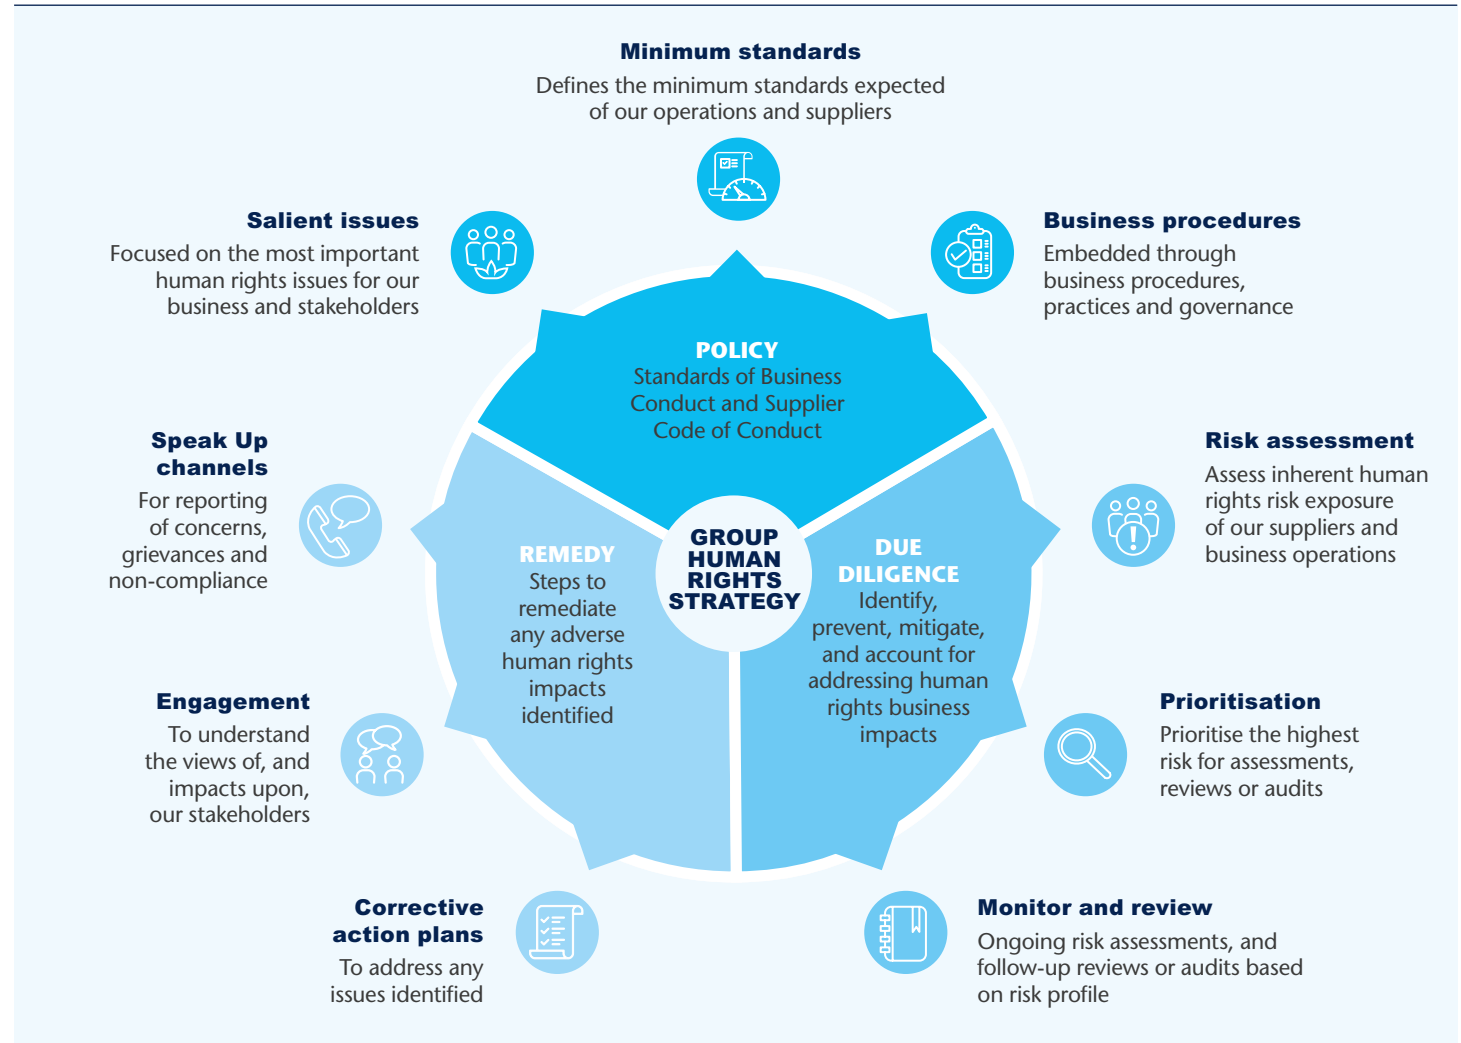 Minimum standards
Defines the minimum standards expected
of our operations and suppliers
Salient issues
Focused on the most important
human rights issues for our
business and stakeholders
Business procedures
Embedded through
business procedures,
practices and governance
POLICY
Standards of Business
Conduct and Supplier
Code of Conduct
Speak Up
channels
For reporting
of concerns,
grievances and
non-compliance
Risk assessment
Assess inherent human
rights risk exposure
of our suppliers and
business operations
REMEDY
Steps to
remediate
any adverse
human rights
impacts
identified
GROUP
HUMAN
RIGHTS
STRATEGY
DUE
DILIGENCE
Identify,
prevent, mitigate,
and account for
addressing human
rights business
impacts
Engagement
To understand
the views of, and
impacts upon,
our stakeholders
Prioritisation
Prioritise the highest
risk for assessments,
reviews or audits
Corrective
action plans
To address any
issues identified
Monitor and review
Ongoing risk assessments, and
follow-up reviews or audits based
on risk profile